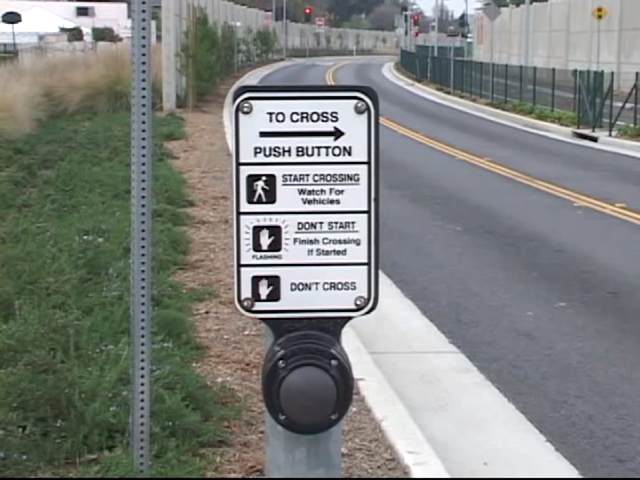 TO CROSS
PUSH BUTTON
START CROSSING
Watch For
Vehicles
DON'T START
Finish Crossing
If Started
FLASHING
DON'T CROSS